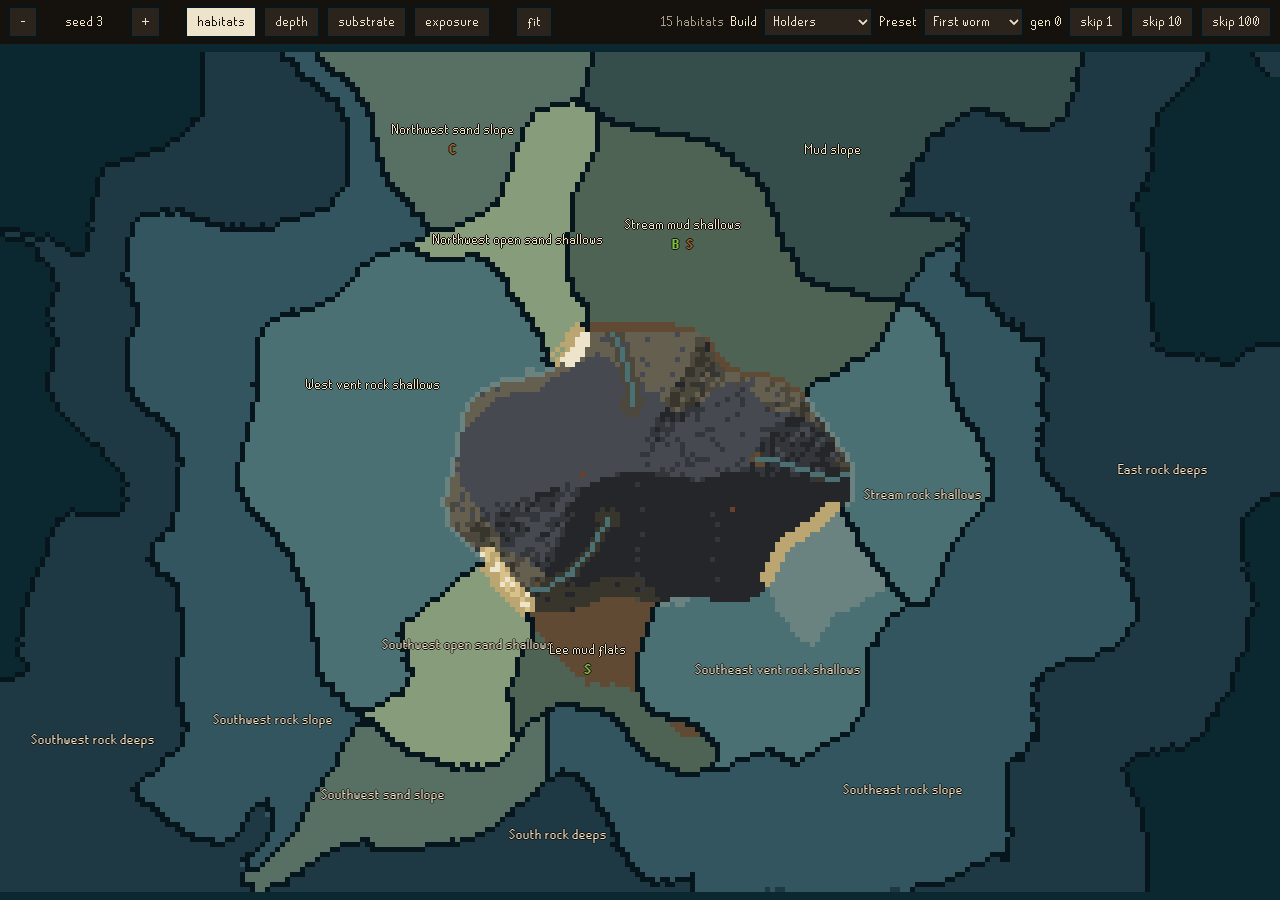 - seed 3 + habitats depth substrate exposure fit 15 habitats Build Holders Preset First worm gen 0 skip 1 skip 10 skip 100
Northwest sand slope
C
Mud slope
Stream mud shallows
B S
Northwest open sand shallows
West vent rock shallows
East rock deeps
Stream rock shallows
Southwest open sand shallows
Lee mud flats
S
Southeast vent rock shallows
Southwest rock slope
Southwest rock deeps
Southeast rock slope
Southwest sand slope
South rock deeps